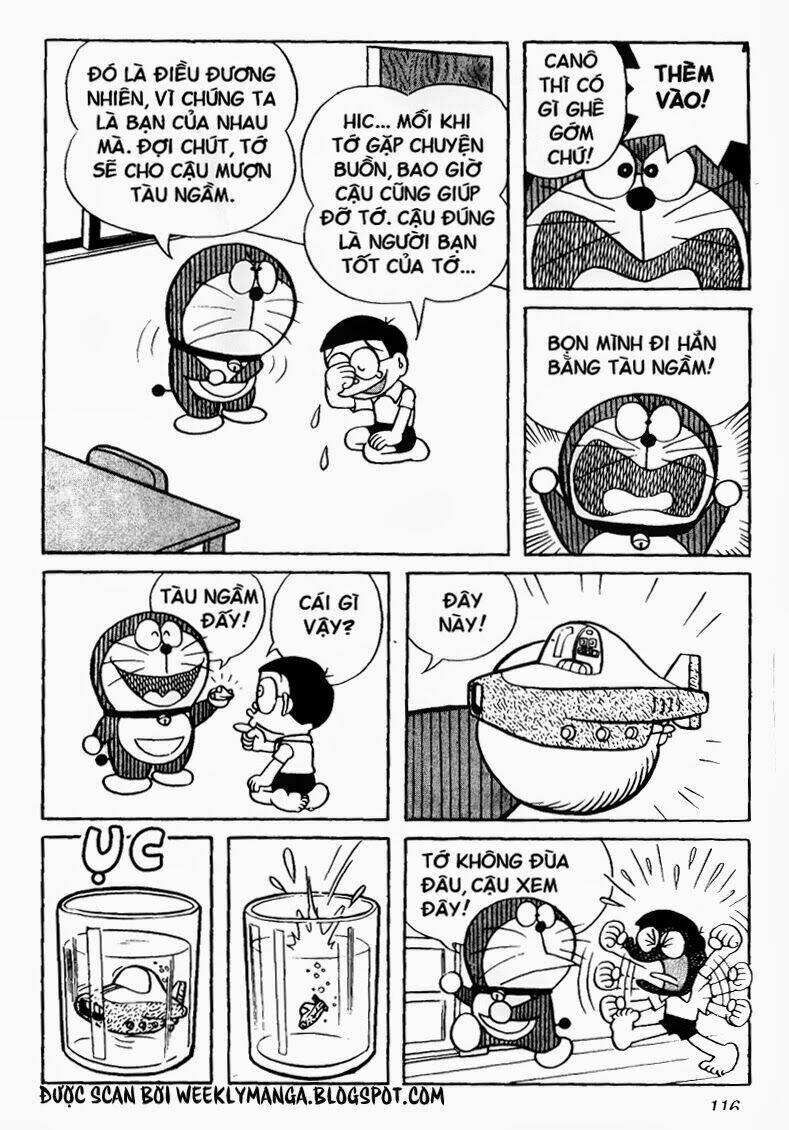 ĐÓ LÀ ĐIỀU ĐƯƠNG
NHIÊN, VÌ CHÚNG TA
LÀ BẠN CỦA NHAU
MÀ. ĐỢI CHÚT, TỚ
SẼ CHO CẬU MƯỢN
TÀU NGẦM.
HIC... MỖI KHI
TỚ GẶP CHUYỆN
BUỒN, BAO GIỜ
CẬU CŨNG GIÚP
ĐỠ TỚ. CẬU ĐÚNG
LÀ NGƯỜI BẠN
TỐT CỦA TỚ...
CANÔ
THÌ CÓ
GÌ GHÊ
GỚM
CHỨ!
THÈM
VÀO!
BỌN MÌNH ĐI HẲN
BẰNG TÀU NGẦM!
TÀU NGẦM
ĐẤY!
CÁI GÌ
VẬY?
ĐÂY
NÀY!
ỤC
TỚ KHÔNG ĐÙA
ĐÂU, CẬU XEM
ĐÂY!
ĐƯỢC SCAN BỞI WEEKLYMANGA.BLOGSPOT.COM
116